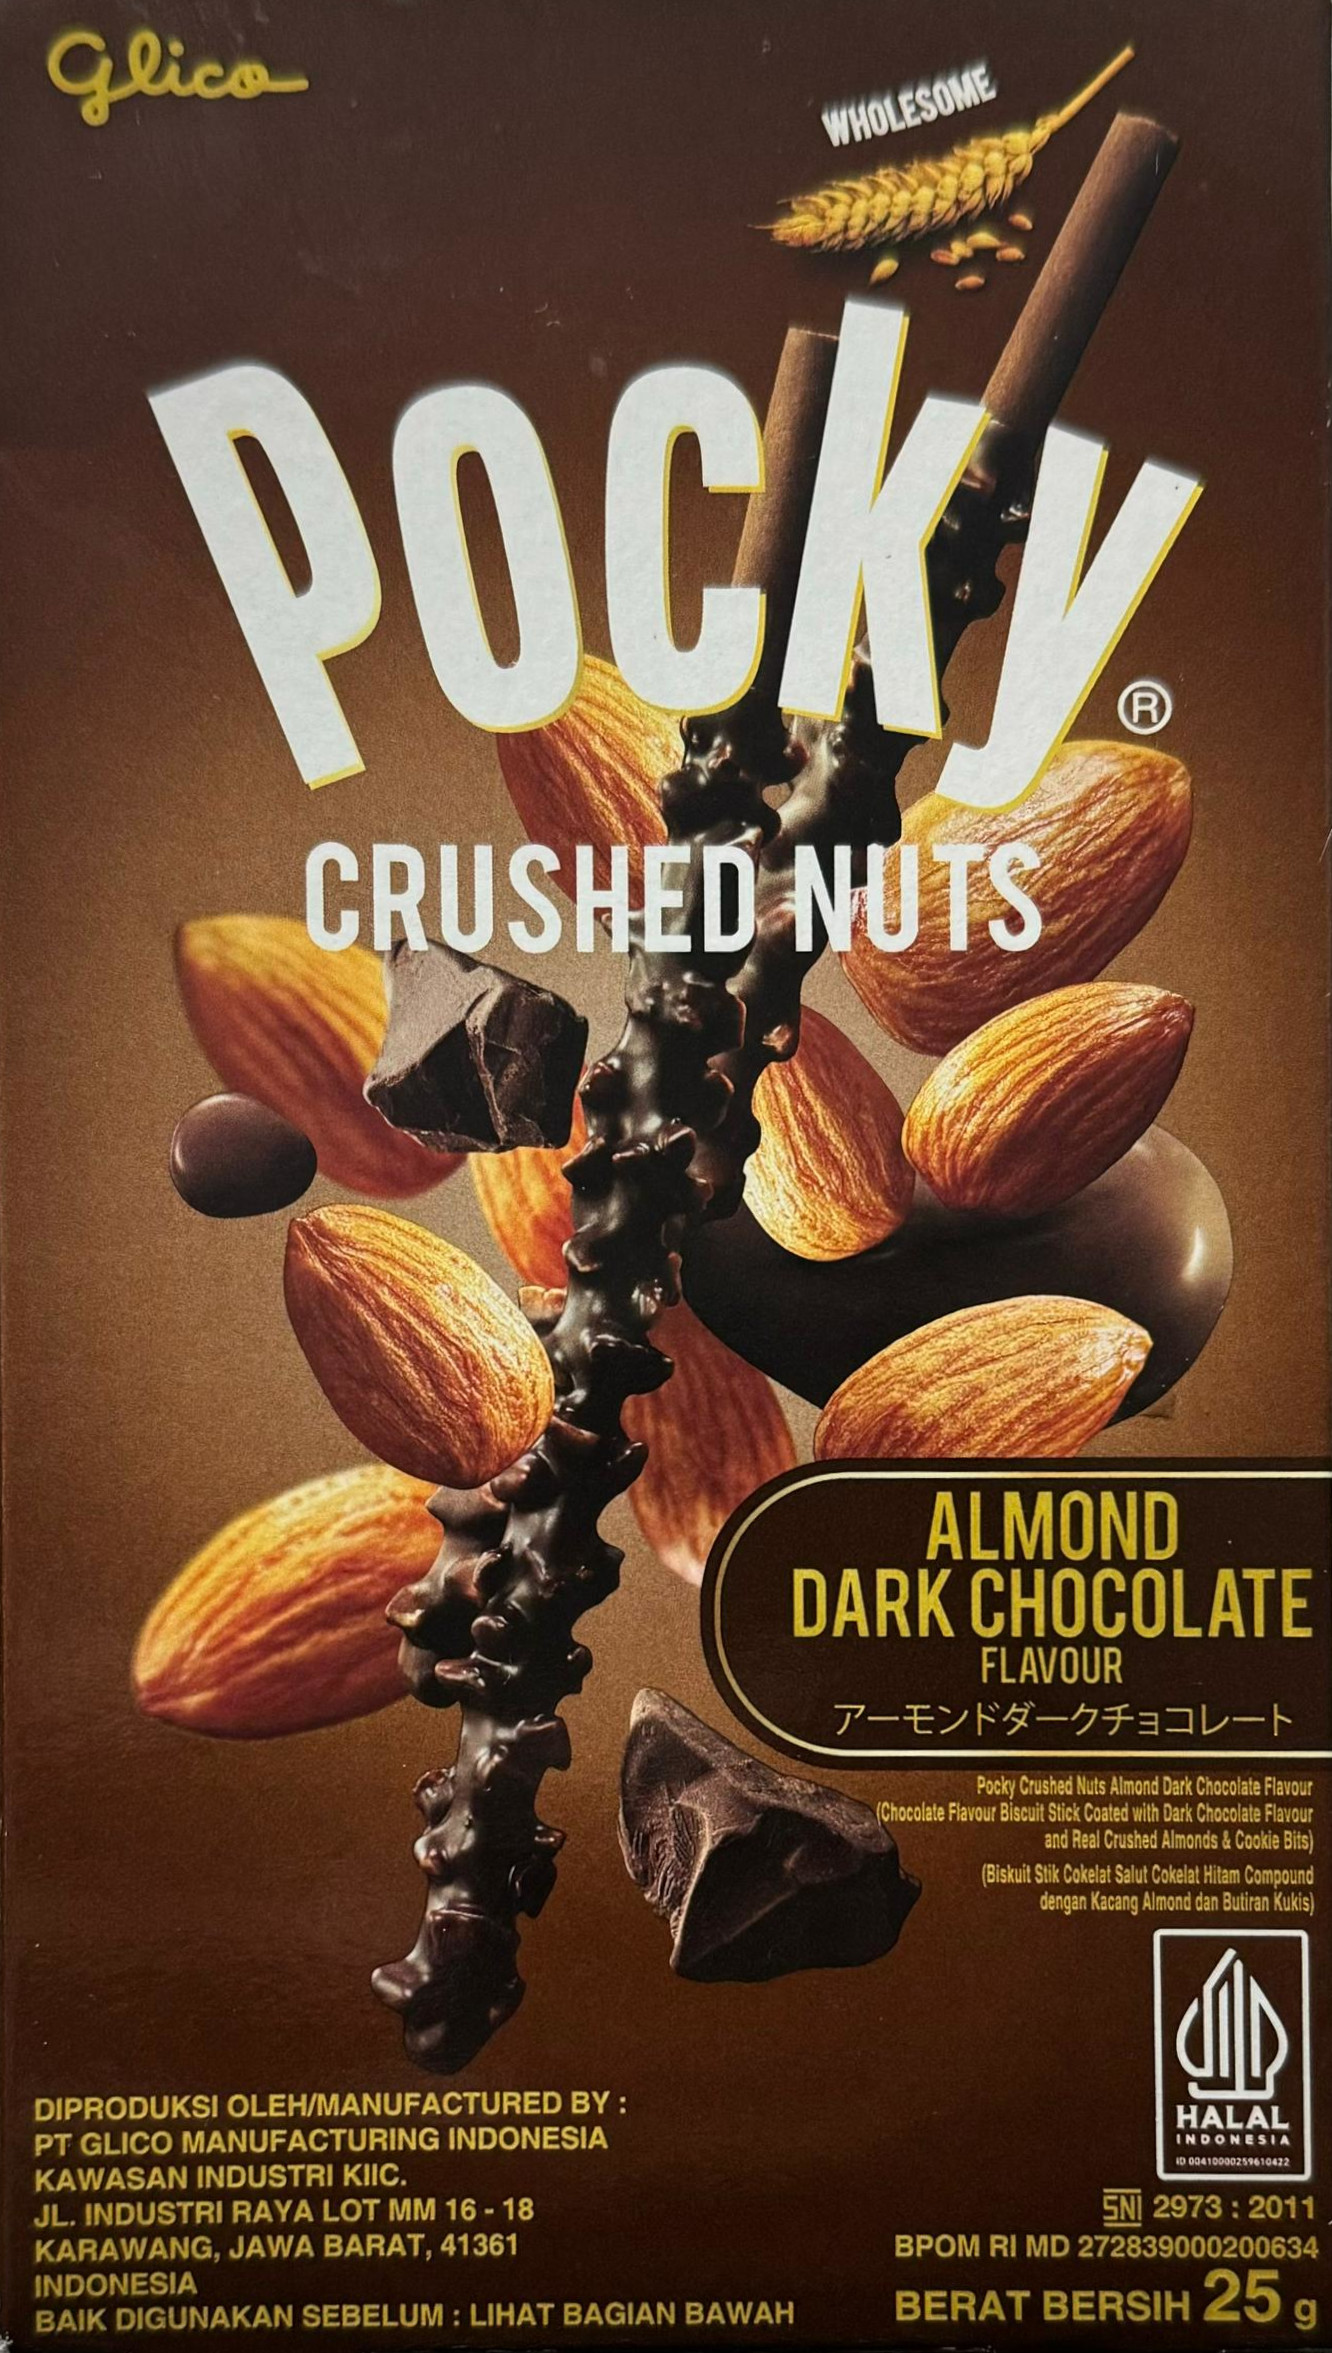 Glico
WHOLESOME
POCKY®
CRUSHED NUTS
ALMOND
DARK CHOCOLATE
FLAVOUR
アーモンドダークチョコレート
Pocky Crushed Nuts Almond Dark Chocolate Flavour
(Chocolate Flavour Biscuit Stick Coated with Dark Chocolate Flavour
and Real Crushed Almonds & Cookie Bits)
(Biskuit Stik Cokelat Salut Cokelat Hitam Compound
dengan Kacang Almond dan Butiran Kukis)
HALAL
INDONESIA
ID 00410000259610422
DIPRODUKSI OLEH/MANUFACTURED BY :
PT GLICO MANUFACTURING INDONESIA
KAWASAN INDUSTRI KIIC.
JL. INDUSTRI RAYA LOT MM 16 - 18
KARAWANG, JAWA BARAT, 41361
INDONESIA
BAIK DIGUNAKAN SEBELUM : LIHAT BAGIAN BAWAH
SNI 2973 : 2011
BPOM RI MD 272839000200634
BERAT BERSIH 25 g